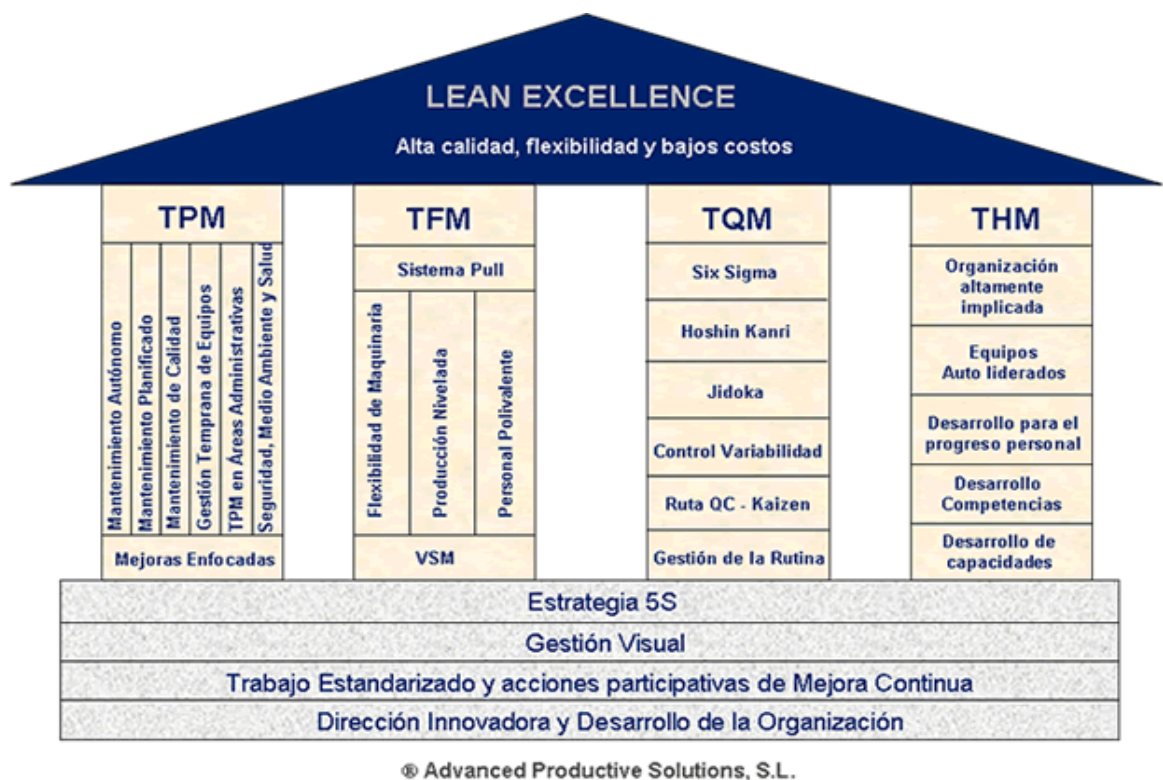 LEAN EXCELLENCE
Alta calidad, flexibilidad y bajos costos
TPM
Mantenimiento Autónomo
Mantenimiento Planificado
Mantenimiento de Calidad
Gestión Temprana de Equipos
TPM en Áreas Administrativas
Seguridad, Medio Ambiente y Salud
Mejoras Enfocadas
TFM
Sistema Pull
Flexibilidad de Maquinaria
Producción Nivelada
Personal Polivalente
VSM
TQM
Six Sigma
Hoshin Kanri
Jidoka
Control Variabilidad
Ruta QC - Kaizen
Gestión de la Rutina
THM
Organización
altamente
implicada
Equipos
Auto liderados
Desarrollo para el
progreso personal
Desarrollo
Competencias
Desarrollo de
capacidades
Estrategia 5S
Gestión Visual
Trabajo Estandarizado y acciones participativas de Mejora Continua
Dirección Innovadora y Desarrollo de la Organización
® Advanced Productive Solutions, S.L.